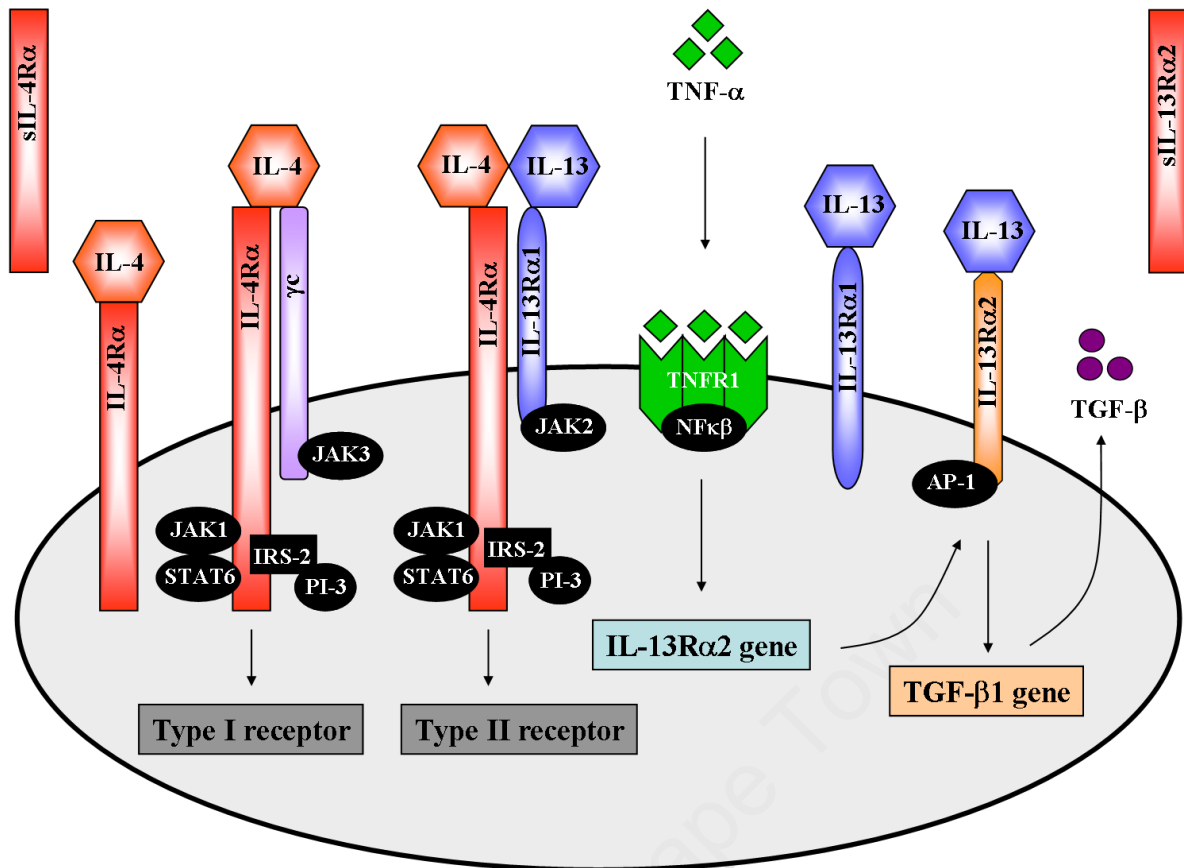 sIL-4Rα
TNF-α
sIL-13Rα2
IL-4
IL-4
IL-13
IL-13
IL-13
IL-4
IL-4Rα
IL-4Rα
γc
IL-4Rα
IL-13Rα1
IL-13Rα1
IL-13Rα2
TNFR1
NFκβ
TGF-β
JAK3
JAK2
AP-1
JAK1
STAT6
IRS-2
PI-3
JAK1
STAT6
IRS-2
PI-3
IL-13Rα2 gene
TGF-β1 gene
Type I receptor
Type II receptor
ape Town